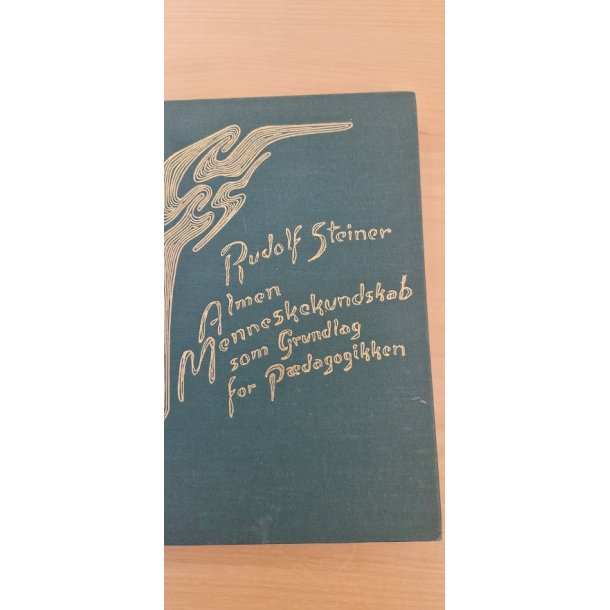 Rudolf Steiner
Almen
Menneskekundskab
som Grundlag
for Pædagogikken